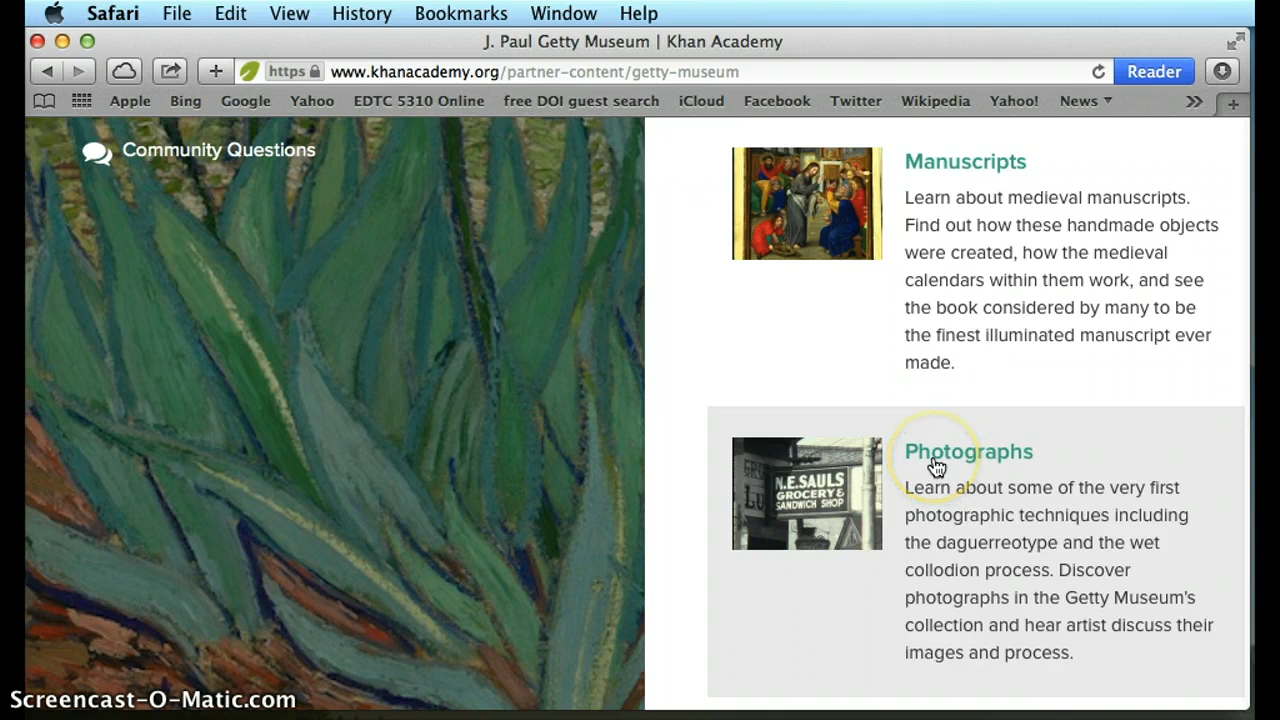 Safari File Edit View History Bookmarks Window Help
J. Paul Getty Museum | Khan Academy
https www.khanacademy.org/partner-content/getty-museum Reader
Apple Bing Google Yahoo EDTC 5310 Online free DOI guest search iCloud Facebook Twitter Wikipedia Yahoo! News
Community Questions
Manuscripts
Learn about medieval manuscripts.
Find out how these handmade objects
were created, how the medieval
calendars within them work, and see
the book considered by many to be
the finest illuminated manuscript ever
made.
N.E.SAULS
GROCERY &
SANDWICH SHOP
Photographs
Learn about some of the very first
photographic techniques including
the daguerreotype and the wet
collodion process. Discover
photographs in the Getty Museum's
collection and hear artist discuss their
images and process.
Screencast-O-Matic.com